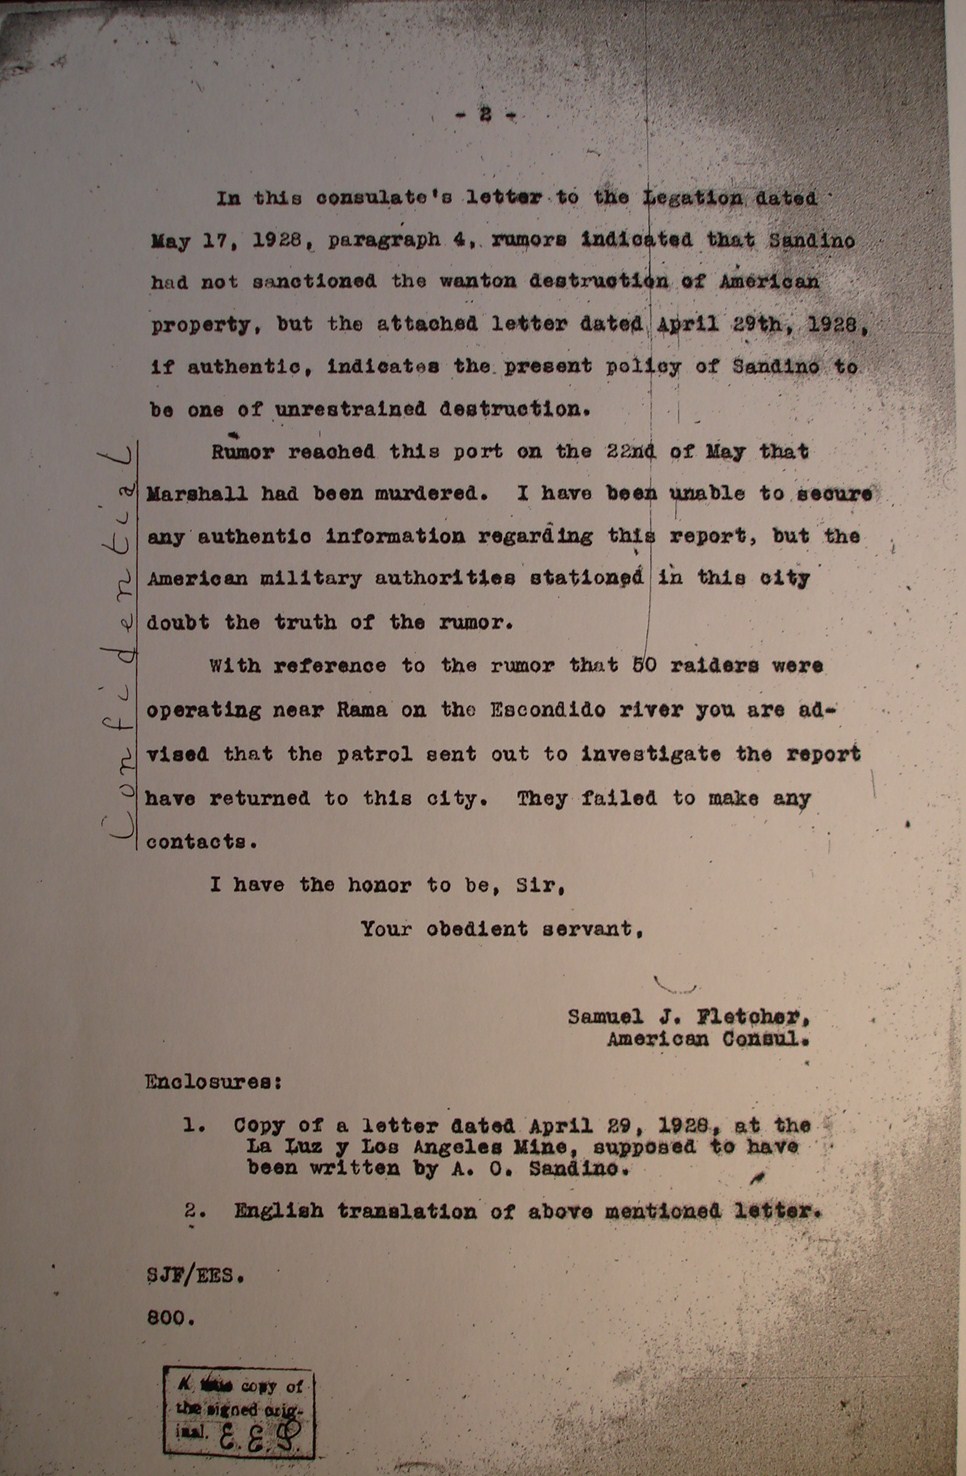 - 2 -
In this consulate's letter to the Legation dated
May 17, 1928, paragraph 4, rumors indicated that Sandino
had not sanctioned the wanton destruction of American
property, but the attached letter dated April 29th, 1928,
if authentic, indicates the present policy of Sandino to
be one of unrestrained destruction.
Rumor reached this port on the 22nd of May that
Marshall had been murdered. I have been unable to secure
any authentic information regarding this report, but the
American military authorities stationed in this city
doubt the truth of the rumor.
With reference to the rumor that 50 raiders were
operating near Rama on the Escondido river you are ad-
vised that the patrol sent out to investigate the report
have returned to this city. They failed to make any
contacts.
Confidential
I have the honor to be, Sir,
Your obedient servant,
Samuel J. Fletcher,
American Consul.
Enclosures:
1. Copy of a letter dated April 29, 1928, at the
La Luz y Los Angeles Mine, supposed to have
been written by A. O. Sandino.
2. English translation of above mentioned letter.
SJF/EES.
800.
A true copy of
the signed orig-
inal. E. E. S.